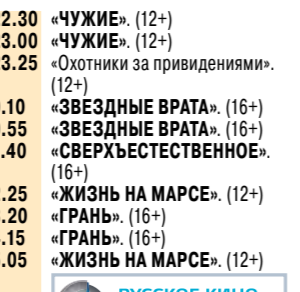 2.30 «ЧУЖИЕ». (12+)
3.00 «ЧУЖИЕ». (12+)
3.25 «Охотники за привидениями».
(12+)
.10 «ЗВЕЗДНЫЕ ВРАТА». (16+)
.55 «ЗВЕЗДНЫЕ ВРАТА». (16+)
.40 «СВЕРХЪЕСТЕСТВЕННОЕ».
(16+)
.25 «ЖИЗНЬ НА МАРСЕ». (12+)
.20 «ГРАНЬ». (16+)
.15 «ГРАНЬ». (16+)
.05 «ЖИЗНЬ НА МАРСЕ». (12+)
РУССКОЕ КИНО